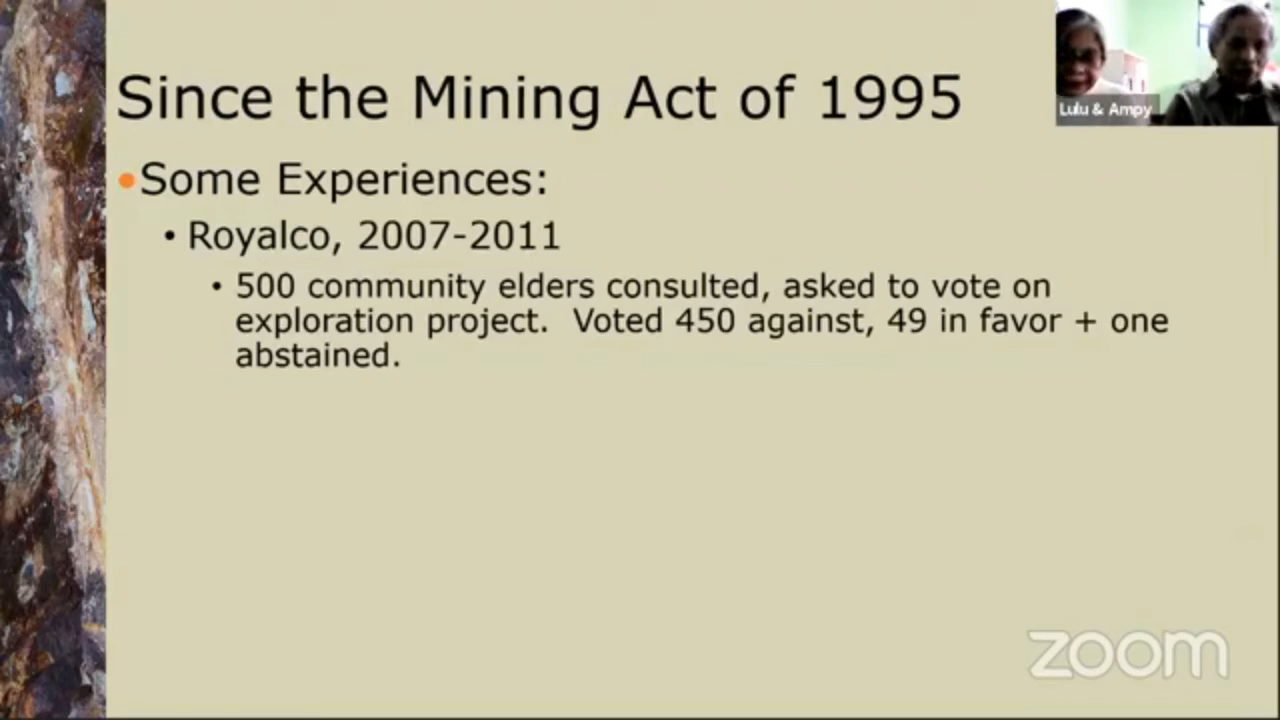 Since the Mining Act of 1995
Lulu & Ampy
•Some Experiences:
• Royalco, 2007-2011
• 500 community elders consulted, asked to vote on
exploration project.  Voted 450 against, 49 in favor + one
abstained.
zoom